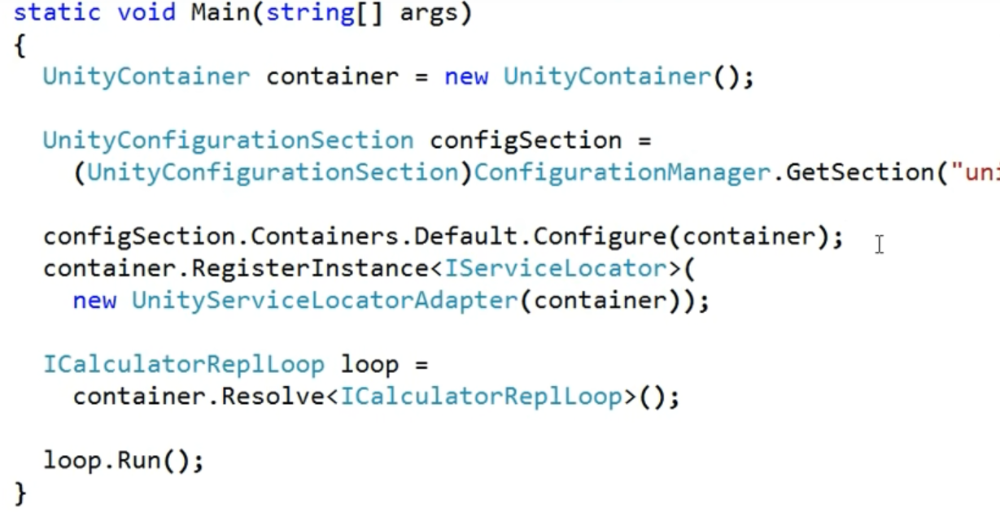 static void Main(string[] args)
{
UnityContainer container = new UnityContainer();
UnityConfigurationSection configSection =
(UnityConfigurationSection)ConfigurationManager.GetSection("uni
configSection.Containers.Default.Configure(container);
container.RegisterInstance<IServiceLocator>(
new UnityServiceLocatorAdapter(container));
ICalculatorReplLoop loop =
container.Resolve<ICalculatorReplLoop>();
loop.Run();
}